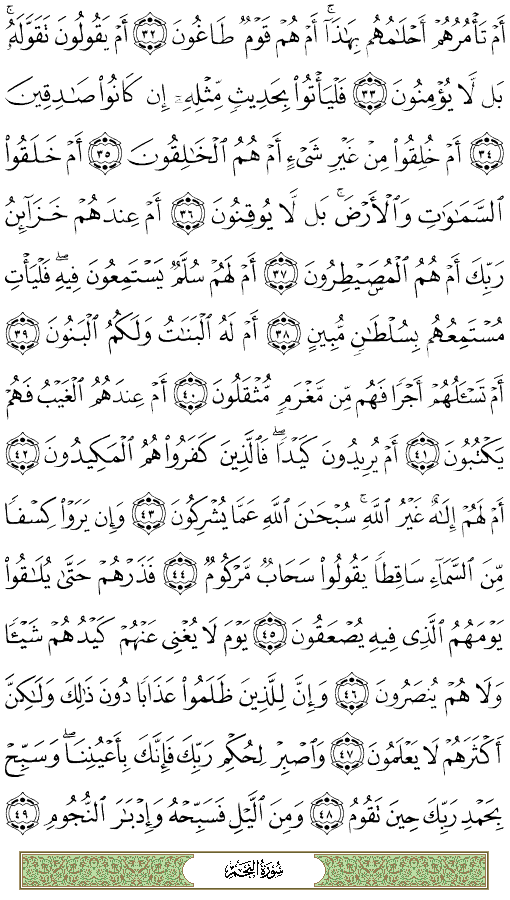 أَمْ تَأْمُرُهُمْ أَحْلَـٰمُهُم بِهَـٰذَآ ۚ أَمْ هُمْ قَوْمٌ طَاغُونَ ٣٢ أَمْ يَقُولُونَ تَقَوَّلَهُۥ ۚ
بَل لَّا يُؤْمِنُونَ ٣٣ فَلْيَأْتُوا۟ بِحَدِيثٍ مِّثْلِهِۦٓ إِن كَانُوا۟ صَـٰدِقِينَ
٣٤ أَمْ خُلِقُوا۟ مِنْ غَيْرِ شَىْءٍ أَمْ هُمُ ٱلْخَـٰلِقُونَ ٣٥ أَمْ خَلَقُوا۟
ٱلسَّمَـٰوَٰتِ وَٱلْأَرْضَ ۚ بَل لَّا يُوقِنُونَ ٣٦ أَمْ عِندَهُمْ خَزَآئِنُ
رَبِّكَ أَمْ هُمُ ٱلْمُصَۣيْطِرُونَ ٣٧ أَمْ لَهُمْ سُلَّمٌ يَسْتَمِعُونَ فِيهِ ۖ فَلْيَأْتِ
مُسْتَمِعُهُم بِسُلْطَـٰنٍ مُّبِينٍ ٣٨ أَمْ لَهُ ٱلْبَنَـٰتُ وَلَكُمُ ٱلْبَنُونَ ٣٩
أَمْ تَسْـَٔلُهُمْ أَجْرًا فَهُم مِّن مَّغْرَمٍ مُّثْقَلُونَ ٤٠ أَمْ عِندَهُمُ ٱلْغَيْبُ فَهُمْ
يَكْتُبُونَ ٤١ أَمْ يُرِيدُونَ كَيْدًا ۖ فَٱلَّذِينَ كَفَرُوا۟ هُمُ ٱلْمَكِيدُونَ ٤٢
أَمْ لَهُمْ إِلَـٰهٌ غَيْرُ ٱللَّهِ ۚ سُبْحَـٰنَ ٱللَّهِ عَمَّا يُشْرِكُونَ ٤٣ وَإِن يَرَوْا۟ كِسْفًا
مِّنَ ٱلسَّمَآءِ سَاقِطًا يَقُولُوا۟ سَحَابٌ مَّرْكُومٌ ٤٤ فَذَرْهُمْ حَتَّىٰ يُلَـٰقُوا۟
يَوْمَهُمُ ٱلَّذِى فِيهِ يُصْعَقُونَ ٤٥ يَوْمَ لَا يُغْنِى عَنْهُمْ كَيْدُهُمْ شَيْـًٔا
وَلَا هُمْ يُنصَرُونَ ٤٦ وَإِنَّ لِلَّذِينَ ظَلَمُوا۟ عَذَابًا دُونَ ذَٰلِكَ وَلَـٰكِنَّ
أَكْثَرَهُمْ لَا يَعْلَمُونَ ٤٧ وَٱصْبِرْ لِحُكْمِ رَبِّكَ فَإِنَّكَ بِأَعْيُنِنَا ۖ وَسَبِّحْ
بِحَمْدِ رَبِّكَ حِينَ تَقُومُ ٤٨ وَمِنَ ٱلَّيْلِ فَسَبِّحْهُ وَإِدْبَـٰرَ ٱلنُّجُومِ ٤٩
سُورَةُ النَّجْمِ